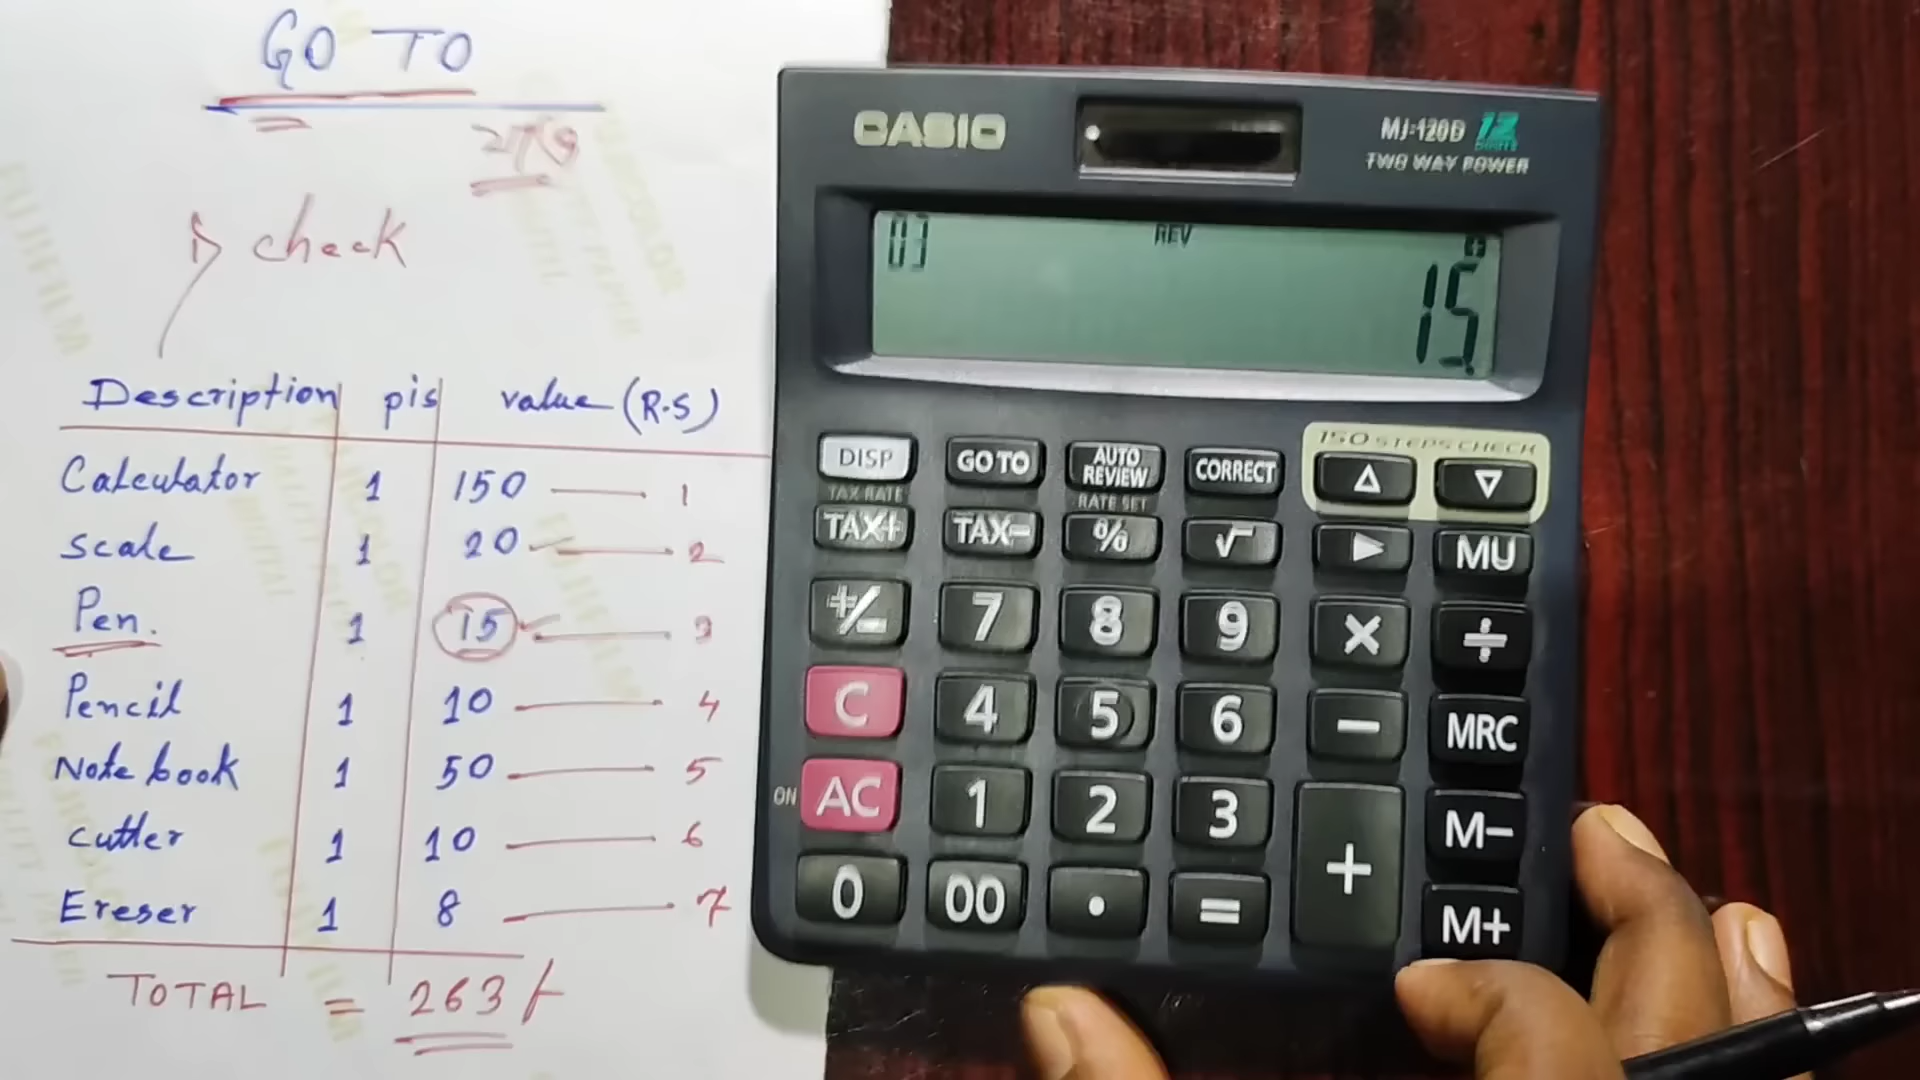 GO TO
1) check
Description pis value (R.S)
Calculator 1 150 1
scale 1 20 2
Pen. 1 15 3
Pencil 1 10 4
Note book 1 50 5
cutter 1 10 6
Ereser 1 8 7
TOTAL = 263/-
CASIO
MJ-120D 12
DIGITS
TWO WAY POWER
03 REV
15.
150 STEPS CHECK
DISP GO TO AUTO REVIEW CORRECT △ ▽
TAX RATE RATE SET
TAX+ TAX- % √ ▶ MU
+/- 7 8 9 × ÷
C 4 5 6 - MRC
ON AC 1 2 3 + M-
0 00 . = M+